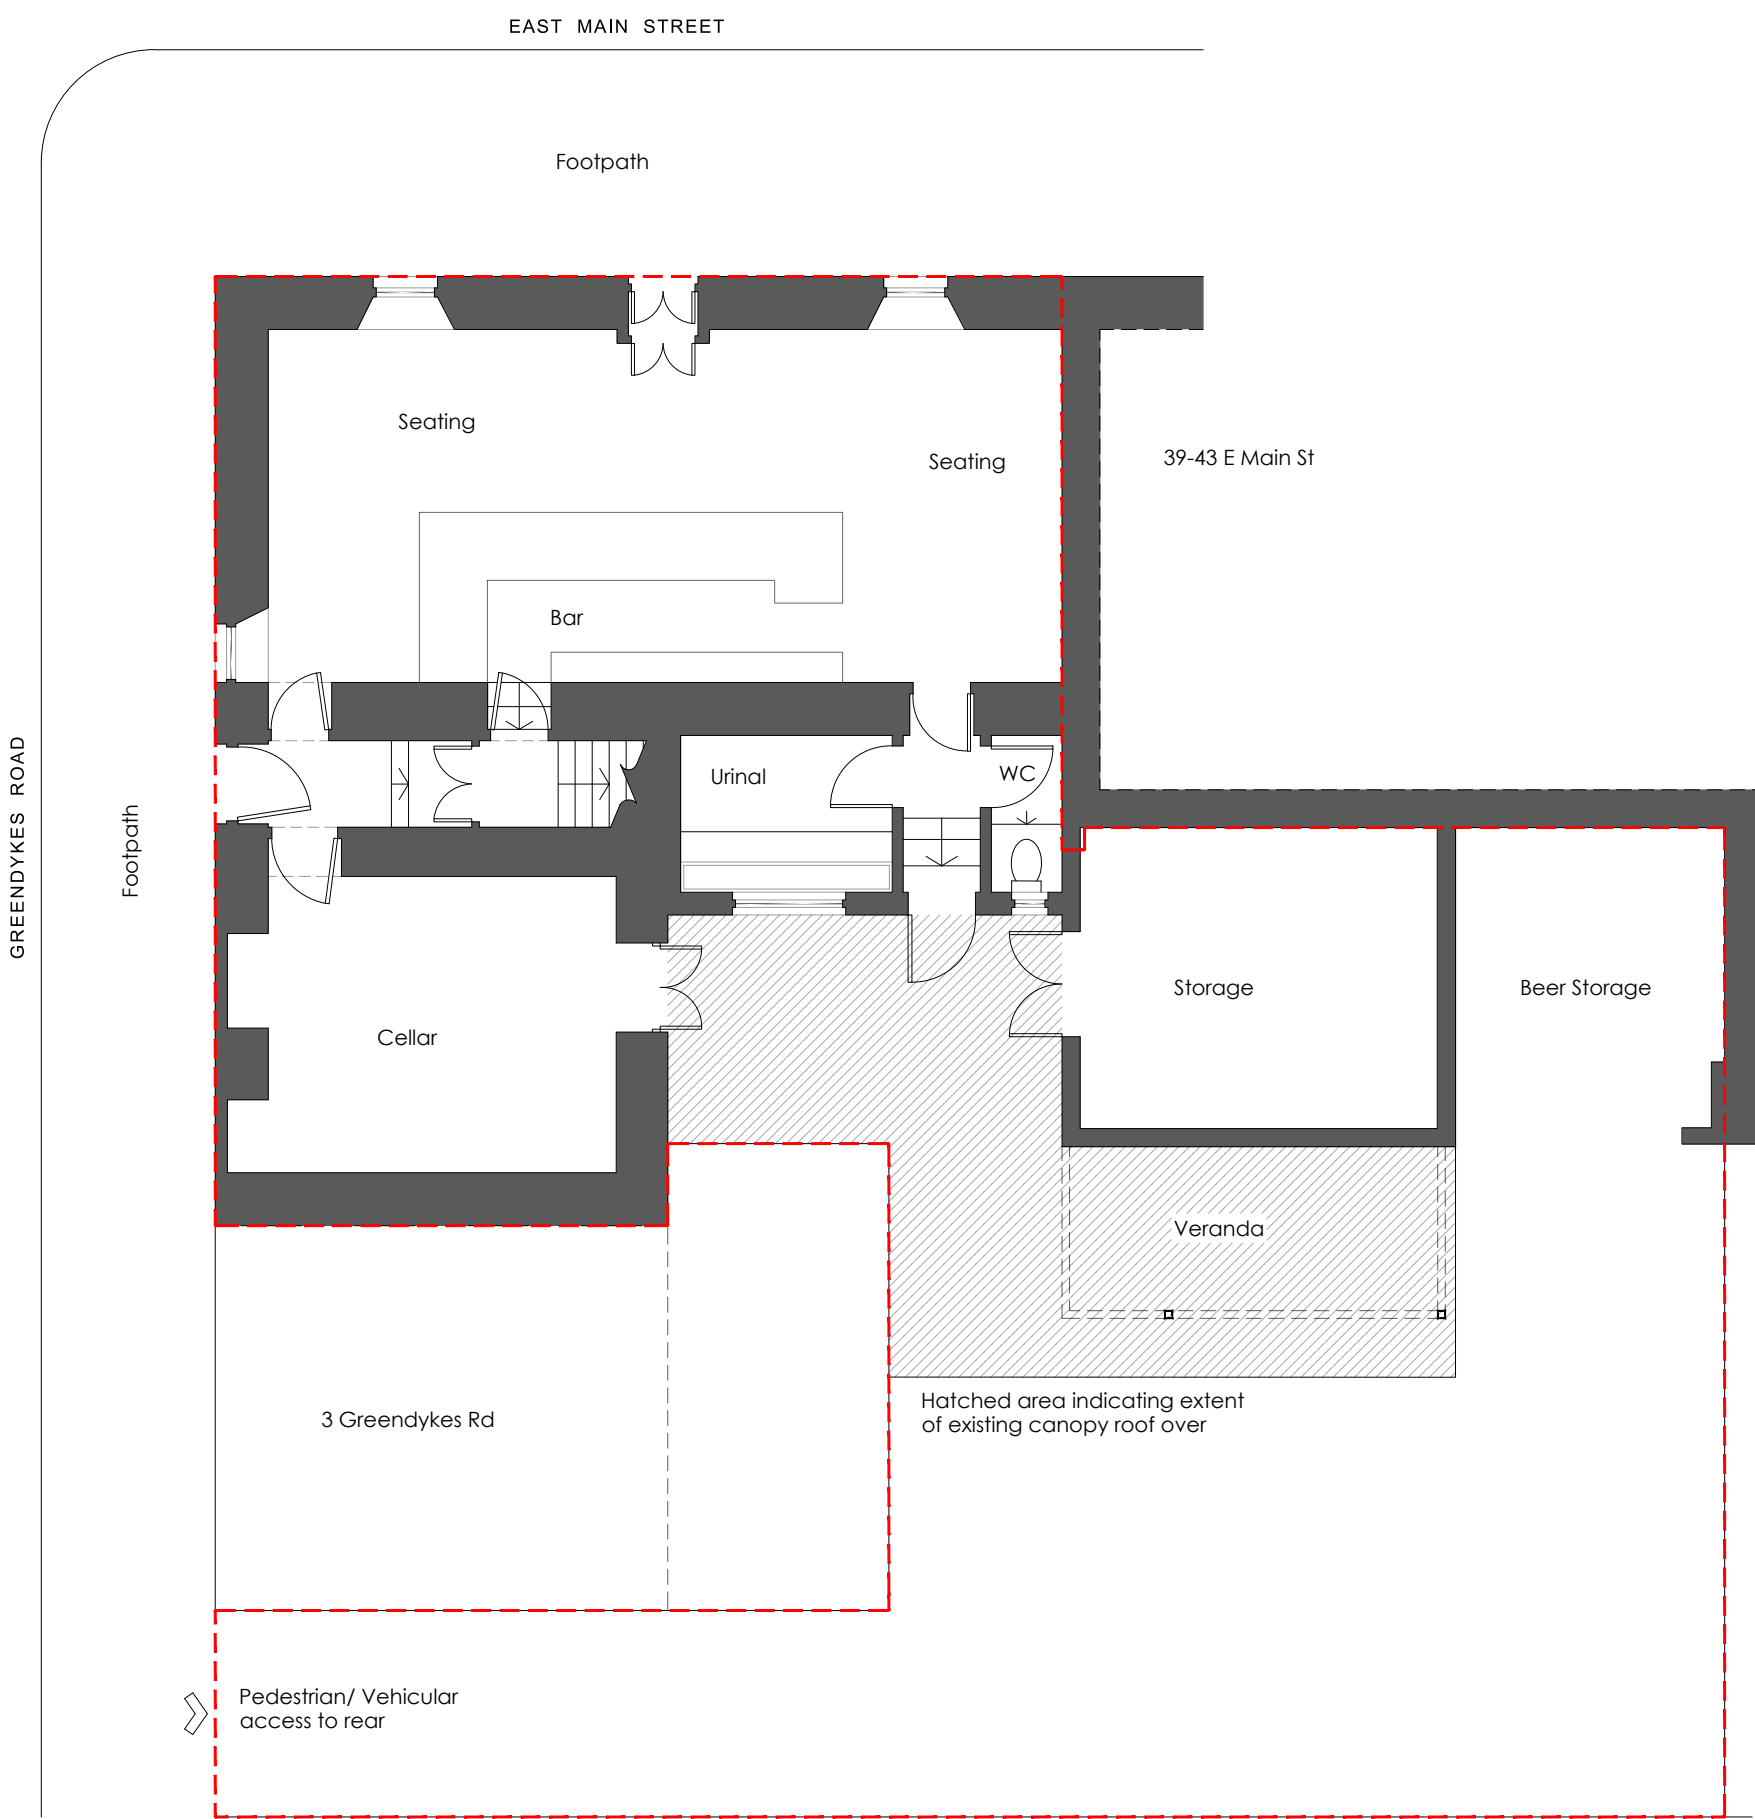 EAST MAIN STREET
Footpath
Seating
Seating
39-43 E Main St
Bar
GREENDYKES ROAD
Footpath
Urinal
WC
Storage
Beer Storage
Cellar
Veranda
Hatched area indicating extent
of existing canopy roof over
3 Greendykes Rd
Pedestrian/ Vehicular
access to rear